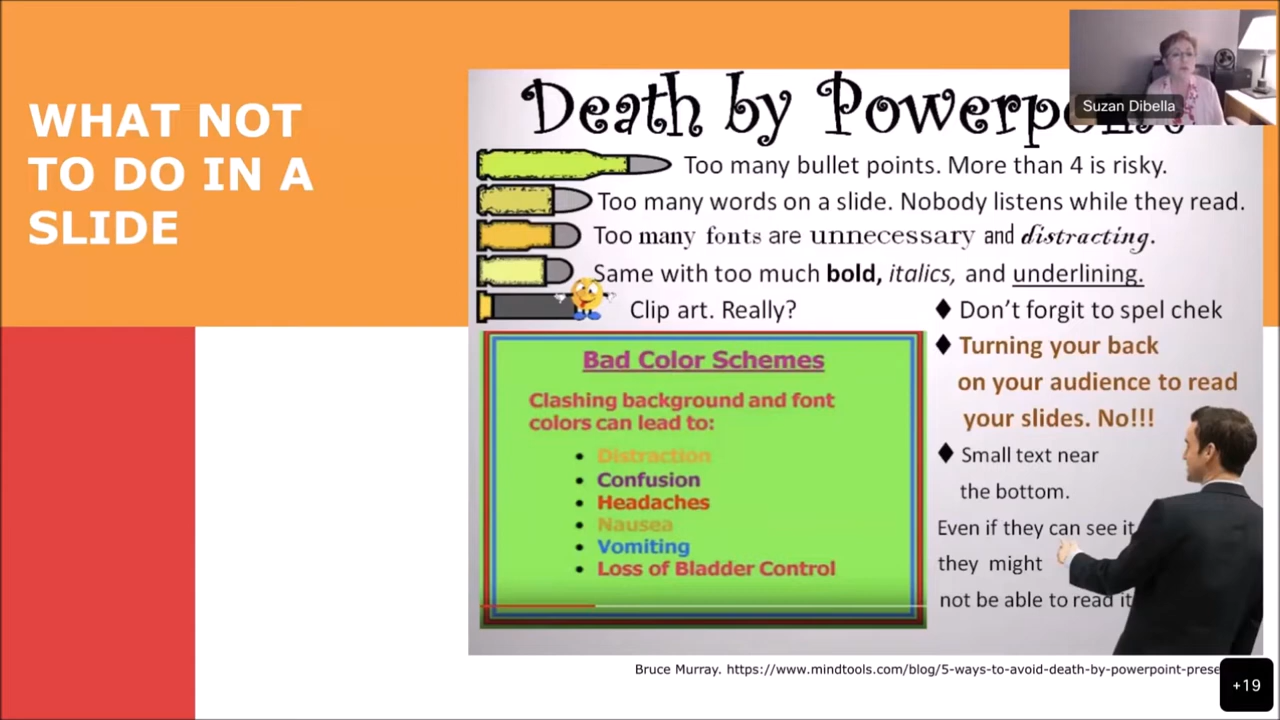 WHAT NOT
TO DO IN A
SLIDE
Death by
Suzan Dibella
Too many bullet points. More than 4 is risky.
Too many words on a slide. Nobody listens while they read.
Too many fonts are unnecessary and distracting.
Same with too much bold, italics, and underlining.
Clip art. Really?
Bad Color Schemes
Clashing background and font
colors can lead to:
• Distraction
• Confusion
• Headaches
• Nausea
• Vomiting
• Loss of Bladder Control
♦ Don't forgit to spel chek
♦ Turning your back
on your audience to read
your slides. No!!!
♦ Small text near
the bottom.
Even if they can see it
they might
not be able to read it
Bruce Murray. https://www.mindtools.com/blog/5-ways-to-avoid-death-by-powerpoint-prese
+19